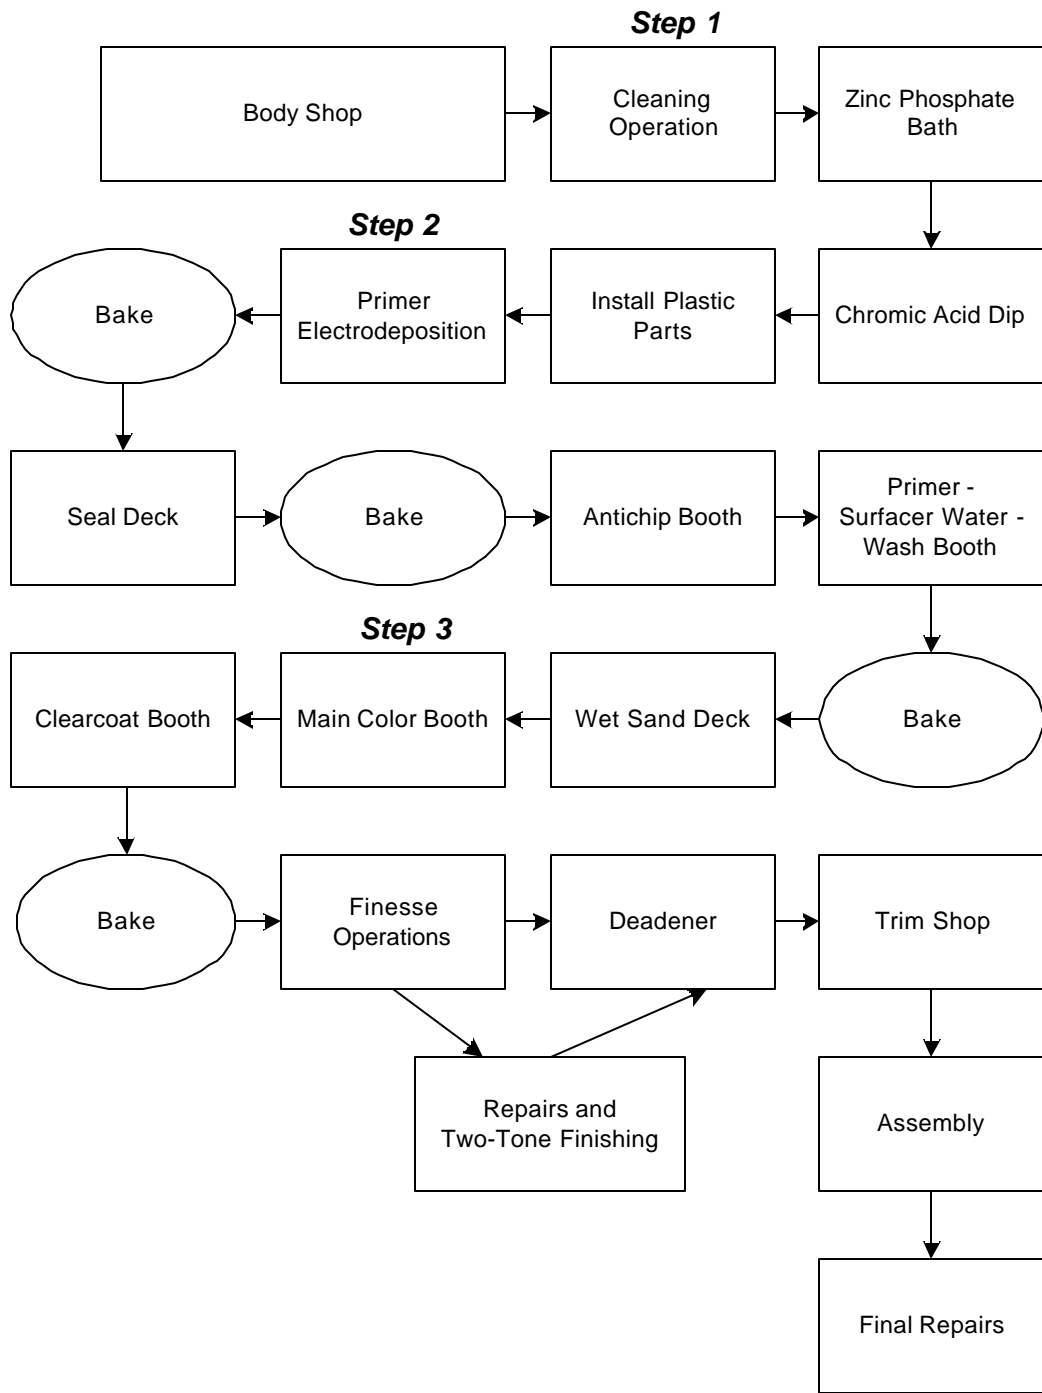 Step 1
Body Shop
Cleaning
Operation
Zinc Phosphate
Bath
Step 2
Bake
Primer
Electrodeposition
Install Plastic
Parts
Chromic Acid Dip
Seal Deck
Bake
Antichip Booth
Primer -
Surfacer Water -
Wash Booth
Step 3
Clearcoat Booth
Main Color Booth
Wet Sand Deck
Bake
Bake
Finesse
Operations
Deadener
Trim Shop
Repairs and
Two-Tone Finishing
Assembly
Final Repairs